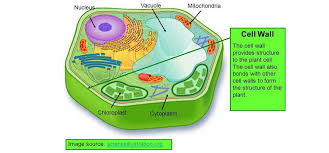 Nucleus
Vacuole
Mitochondria
Cell Wall
The cell wall
provides structure
to the plant cell
The cell wall also
bonds with other
cell walls to form
the structure of the
plant.
Chloroplast
Cytoplasm
Image source: